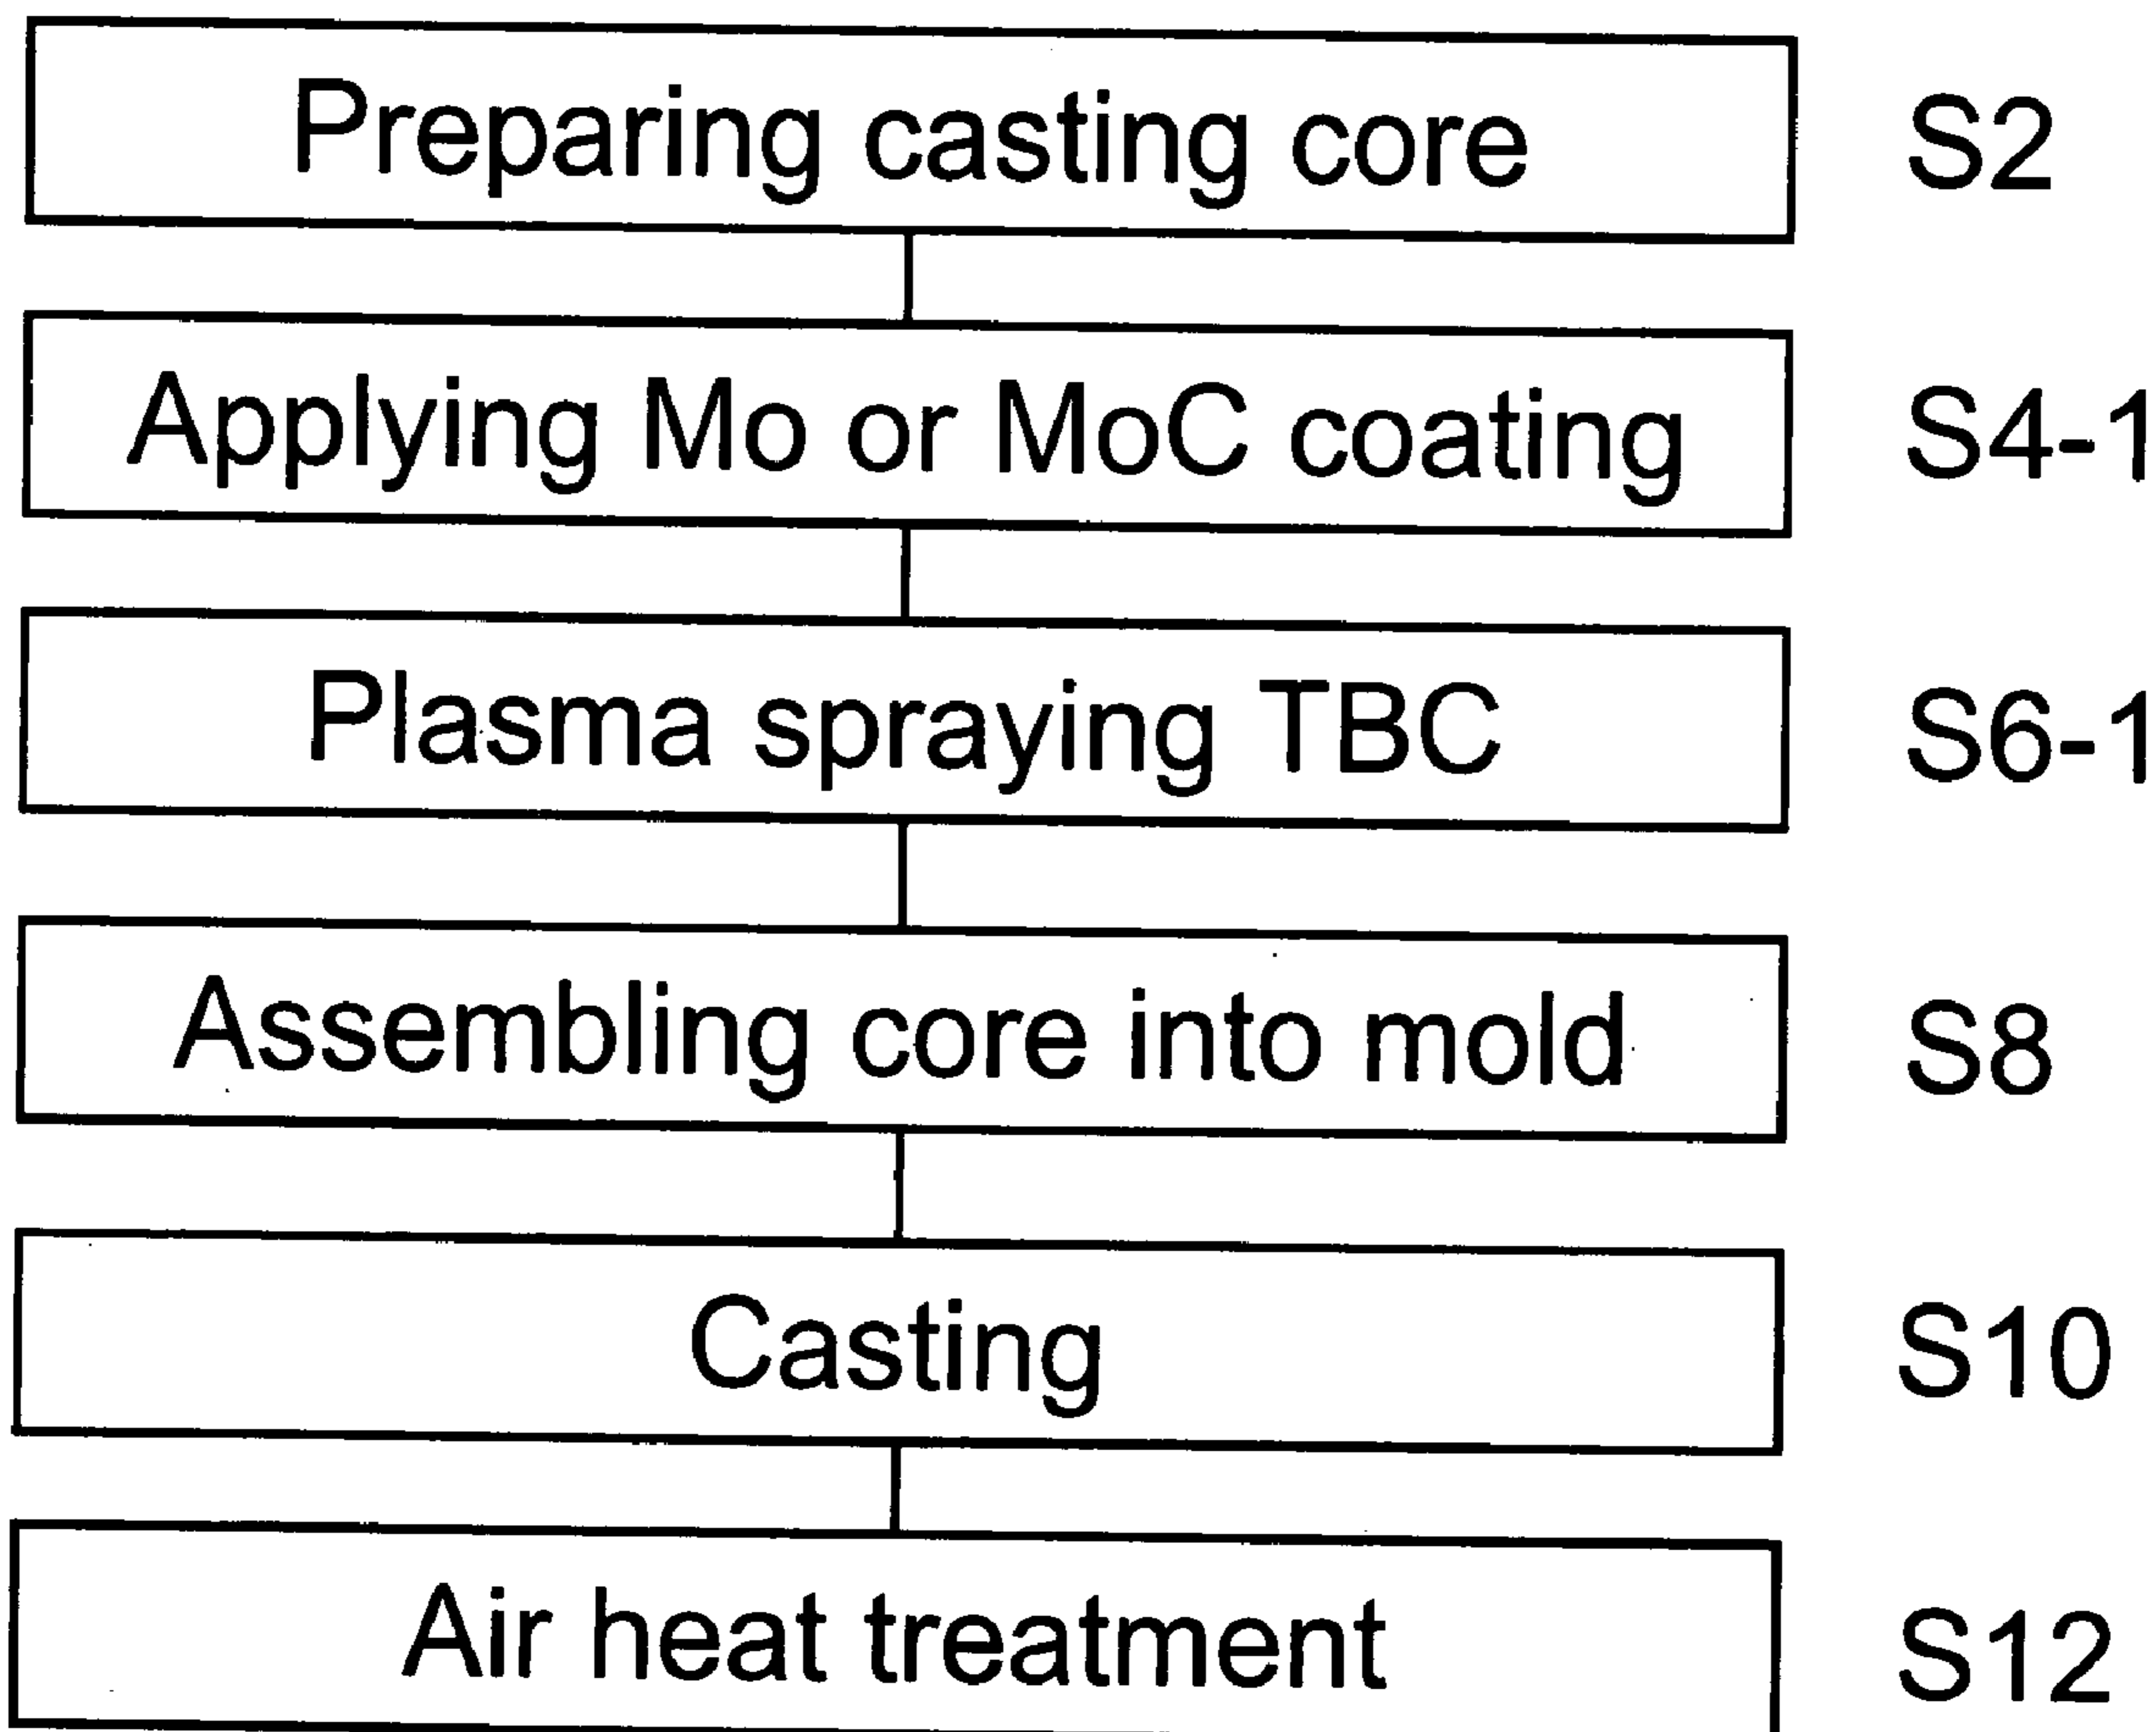 Preparing casting core S2
Applying Mo or MoC coating S4-1
Plasma spraying TBC S6-1
Assembling core into mold S8
Casting S10
Air heat treatment S12